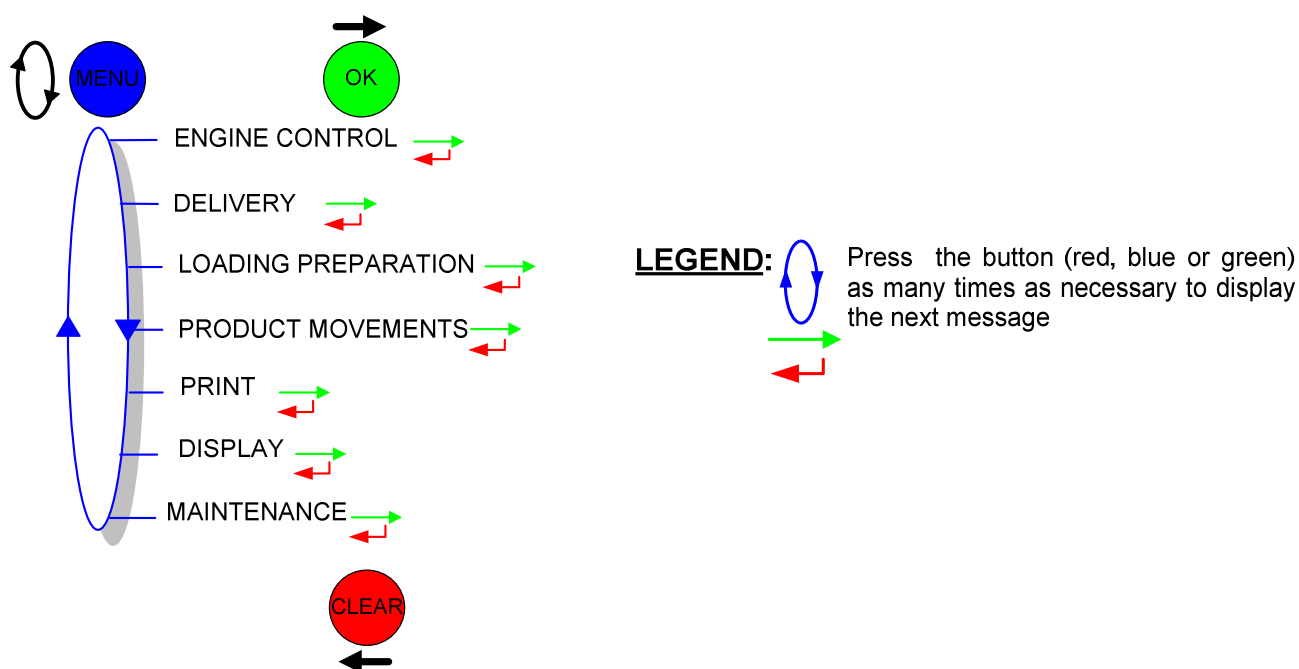 MENU
OK
ENGINE CONTROL
DELIVERY
LOADING PREPARATION
PRODUCT MOVEMENTS
PRINT
DISPLAY
MAINTENANCE
CLEAR
LEGEND:
Press the button (red, blue or green)
as many times as necessary to display
the next message